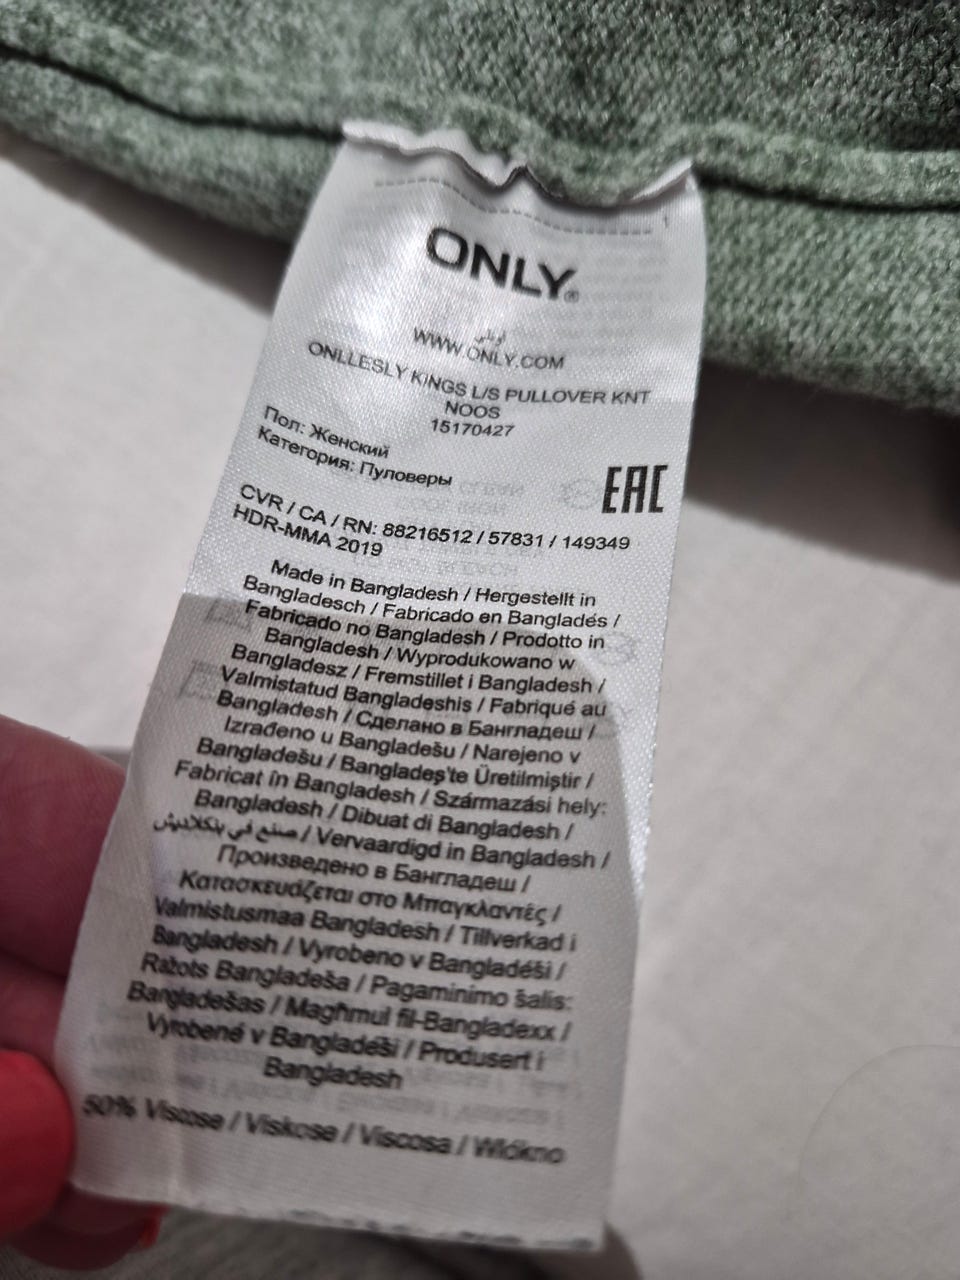 ONLY®
اونلي
WWW.ONLY.COM
ONLLESLY KINGS L/S PULLOVER KNT
NOOS
15170427
Пол: Женский
Категория: Пуловеры
EAC
CVR / CA / RN: 88216512 / 57831 / 149349
HDR-MMA 2019
Made in Bangladesh / Hergestellt in
Bangladesch / Fabricado en Bangladés /
Fabricado no Bangladesh / Prodotto in
Bangladesh / Wyprodukowano w
Bangladesz / Fremstillet i Bangladesh /
Valmistatud Bangladeshis / Fabriqué au
Bangladesh / Сделано в Бангладеш /
Izrađeno u Bangladešu / Narejeno v
Bangladešu / Bangladeş'te Üretilmiştir /
Fabricat în Bangladesh / Származási hely:
Bangladesh / Dibuat di Bangladesh /
صنع في بنكلاديش / Vervaardigd in Bangladesh /
Произведено в Бангладеш /
Κατασκευάζεται στο Μπαγκλαντές /
Valmistusmaa Bangladesh / Tillverkad i
Bangladesh / Vyrobeno v Bangladéši /
Ražots Bangladeša / Pagaminimo šalis:
Bangladešas / Magħmul fil-Bangladexx /
Vyrobené v Bangladéši / Produsert i
Bangladesh
50% Viscose / Viskose / Viscosa / Włókno